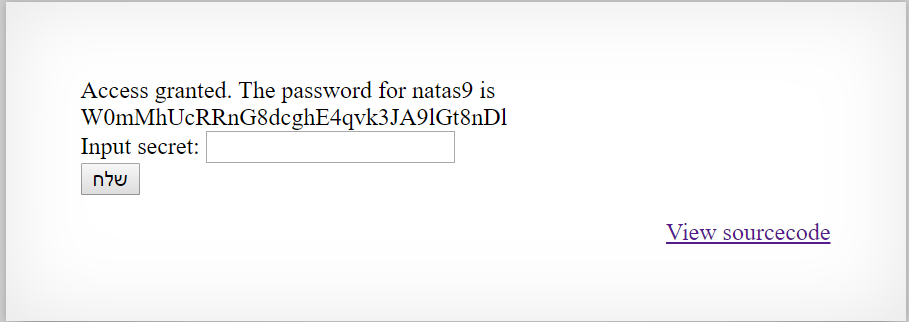 Access granted. The password for natas9 is
W0mMhUcRRnG8dcghE4qvk3JA9lGt8nDl
Input secret:
שלח
View sourcecode